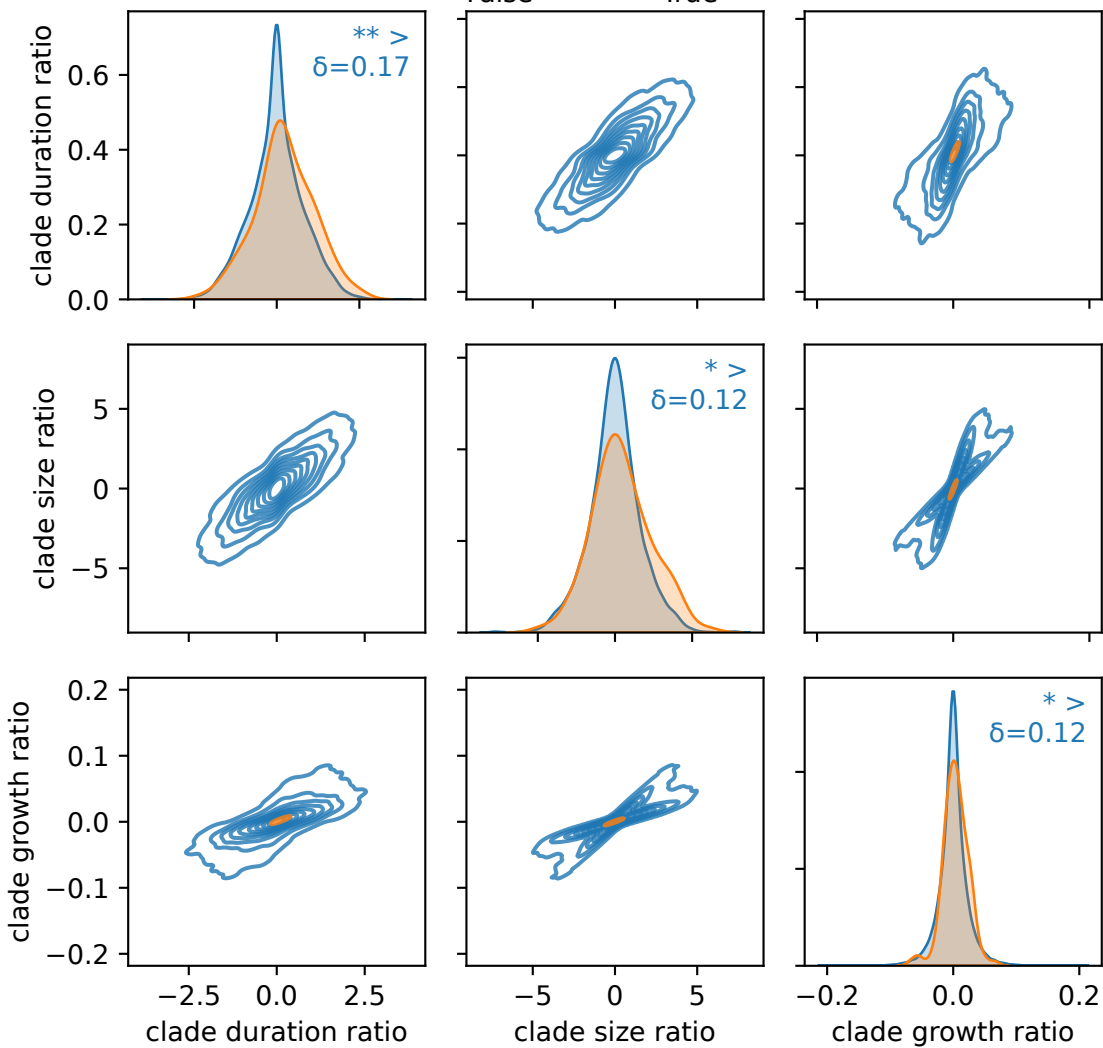 clade duration ratio
0.6
0.4
0.2
0.0
** >
δ=0.17
clade size ratio
5
0
−5
* >
δ=0.12
clade growth ratio
0.2
0.1
0.0
−0.1
−0.2
* >
δ=0.12
−2.5 0.0 2.5
−5 0 5
−0.2 0.0 0.2
clade duration ratio
clade size ratio
clade growth ratio